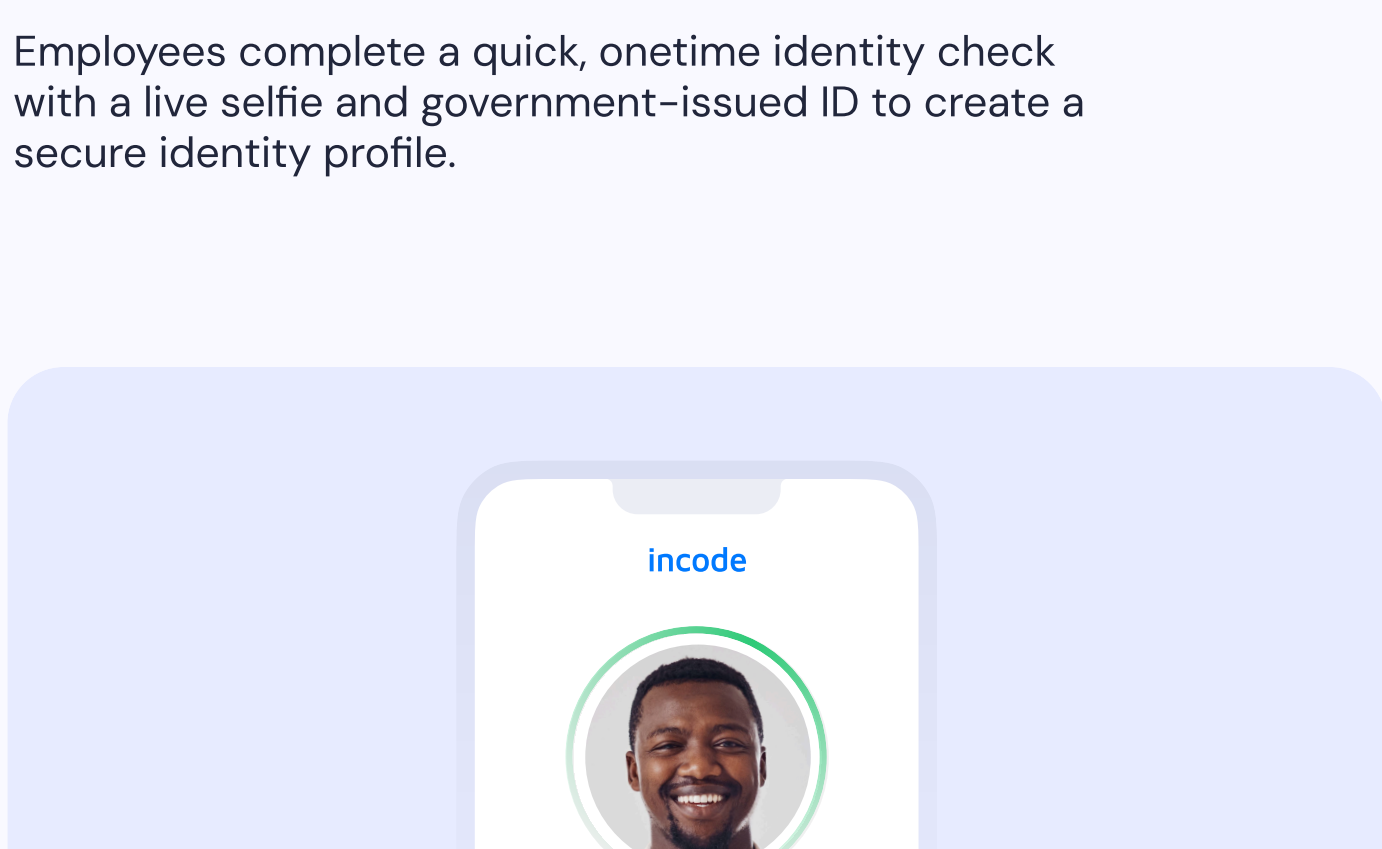 Employees complete a quick, onetime identity check
with a live selfie and government-issued ID to create a
secure identity profile.
incode